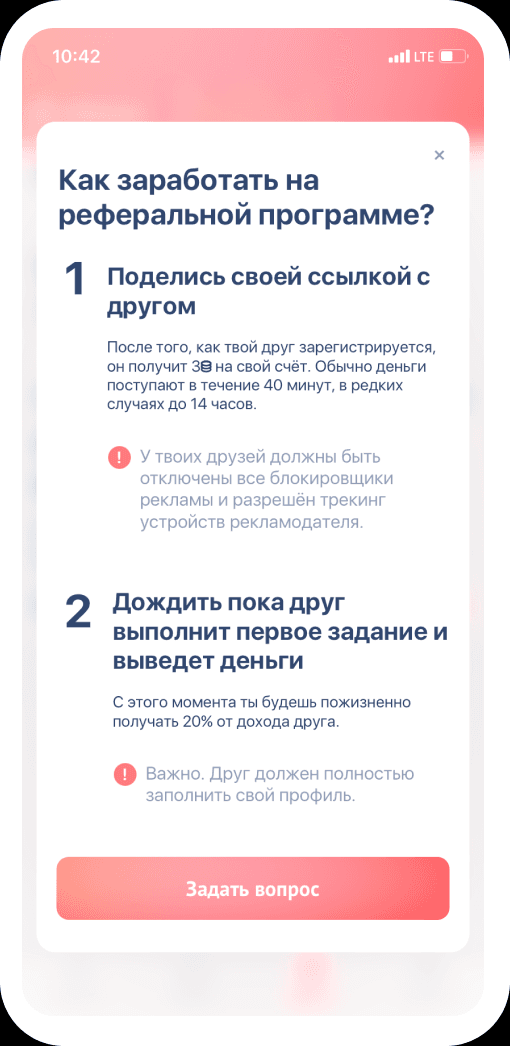 10:42
LTE
Как заработать на
реферальной программе?
1
Поделись своей ссылкой с
другом
После того, как твой друг зарегистрируется,
он получит 3 на свой счёт. Обычно деньги
поступают в течение 40 минут, в редких
случаях до 14 часов.
!
У твоих друзей должны быть
отключены все блокировщики
рекламы и разрешён трекинг
устройств рекламодателя.
2
Дождить пока друг
выполнит первое задание и
выведет деньги
С этого момента ты будешь пожизненно
получать 20% от дохода друга.
!
Важно. Друг должен полностью
заполнить свой профиль.
Задать вопрос